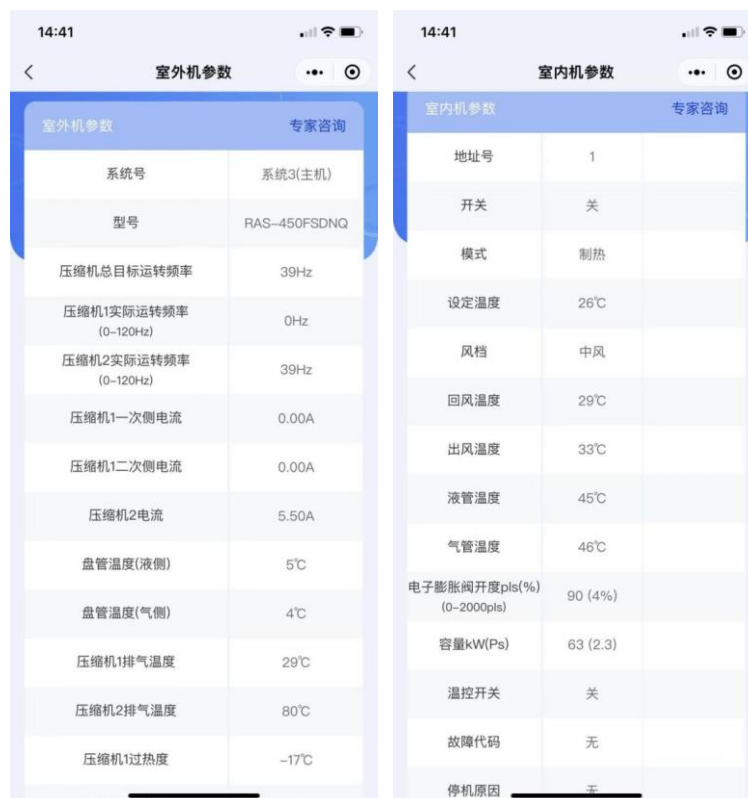 14:41
室外机参数
室外机参数 专家咨询
系统号 系统3(主机)
型号 RAS-450FSDNQ
压缩机总目标运转频率 39Hz
压缩机1实际运转频率 0Hz
(0-120Hz)
压缩机2实际运转频率 39Hz
(0-120Hz)
压缩机1一次侧电流 0.00A
压缩机1二次侧电流 0.00A
压缩机2电流 5.50A
盘管温度(液侧) 5℃
盘管温度(气侧) 4℃
压缩机1排气温度 29℃
压缩机2排气温度 80℃
压缩机1过热度 -17℃
14:41
室内机参数
室内机参数 专家咨询
地址号 1
开关 关
模式 制热
设定温度 26℃
风档 中风
回风温度 29℃
出风温度 33℃
液管温度 45℃
气管温度 46℃
电子膨胀阀开度pls(%) 90 (4%)
(0-2000pls)
容量kW(Ps) 63 (2.3)
温控开关 关
故障代码 无
停机原因 无